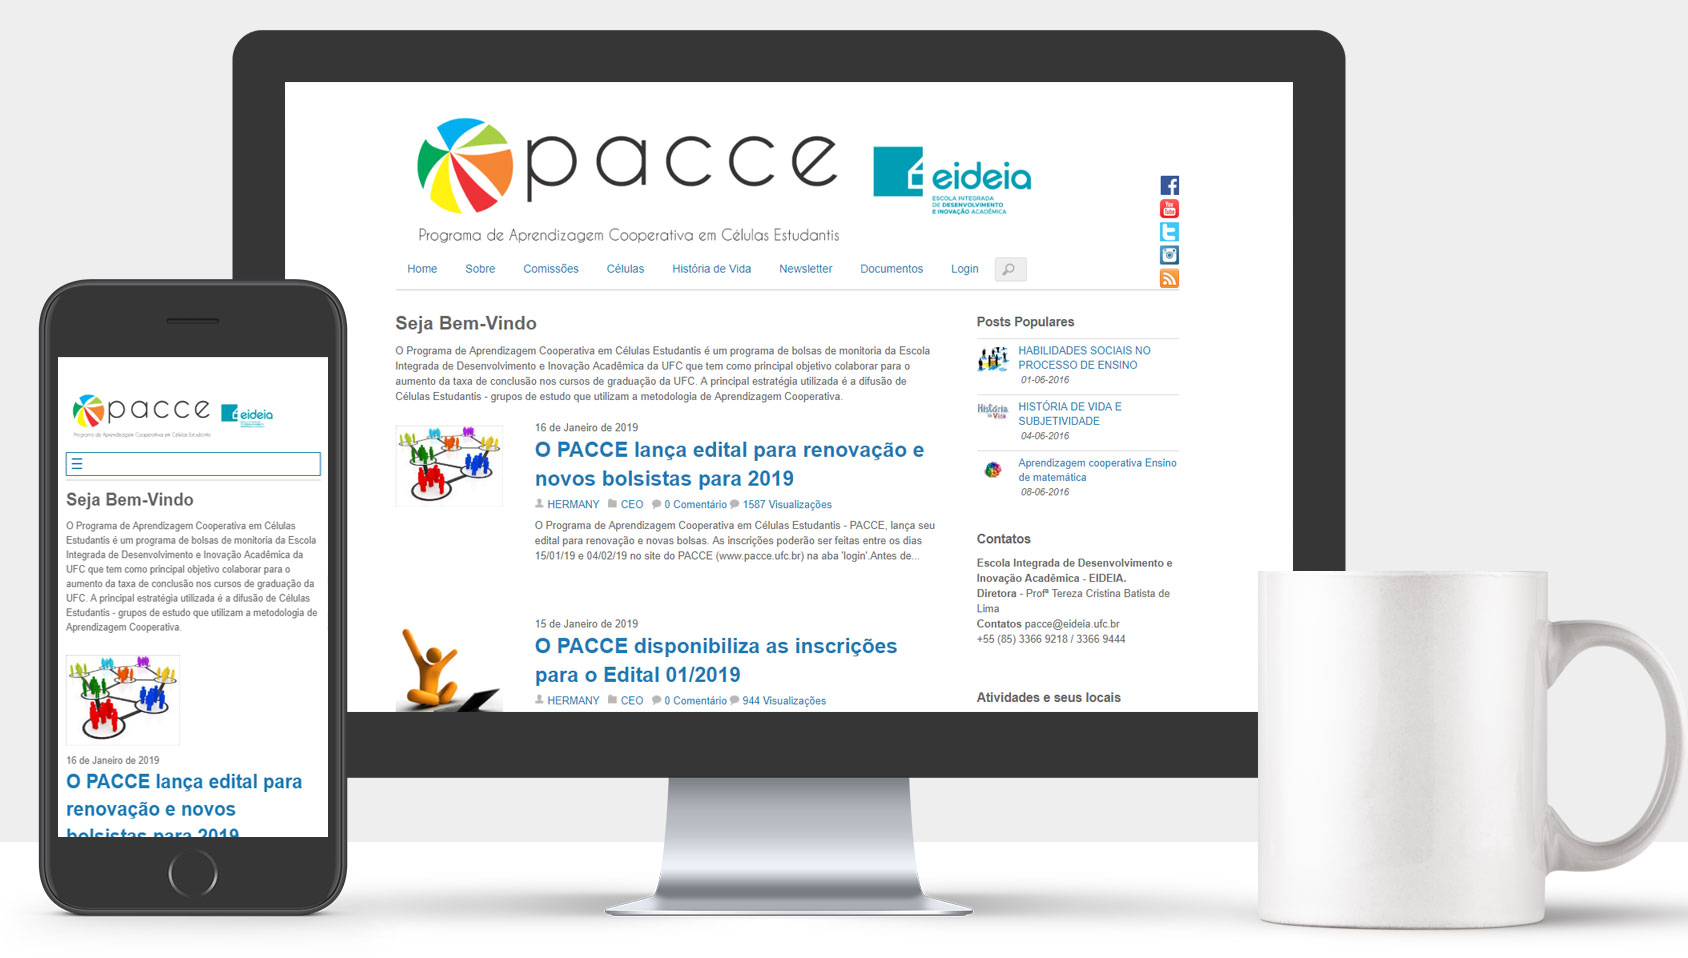 pacce
eideia
ESCOLA INTEGRADA
DE DESENVOLVIMENTO
E INOVAÇÃO ACADÊMICA
Programa de Aprendizagem Cooperativa em Células Estudantis
Home Sobre Comissões Células História de Vida Newsletter Documentos Login
You
Tube
Seja Bem-Vindo
O Programa de Aprendizagem Cooperativa em Células Estudantis é um programa de bolsas de monitoria da Escola
Integrada de Desenvolvimento e Inovação Acadêmica da UFC que tem como principal objetivo colaborar para o
aumento da taxa de conclusão nos cursos de graduação da UFC. A principal estratégia utilizada é a difusão de
Células Estudantis - grupos de estudo que utilizam a metodologia de Aprendizagem Cooperativa.
16 de Janeiro de 2019
O PACCE lança edital para renovação e
novos bolsistas para 2019
HERMANY CEO 0 Comentário 1587 Visualizações
O Programa de Aprendizagem Cooperativa em Células Estudantis - PACCE, lança seu
edital para renovação e novas bolsas. As inscrições poderão ser feitas entre os dias
15/01/19 e 04/02/19 no site do PACCE (www.pacce.ufc.br) na aba 'login'.Antes de...
15 de Janeiro de 2019
O PACCE disponibiliza as inscrições
para o Edital 01/2019
HERMANY CEO 0 Comentário 944 Visualizações
Posts Populares
HABILIDADES SOCIAIS NO
PROCESSO DE ENSINO
01-06-2016
História
de Vida
HISTÓRIA DE VIDA E
SUBJETIVIDADE
04-06-2016
Aprendizagem cooperativa Ensino
de matemática
08-06-2016
Contatos
Escola Integrada de Desenvolvimento e
Inovação Acadêmica - EIDEIA.
Diretora - Profª Tereza Cristina Batista de
Lima
Contatos pacce@eideia.ufc.br
+55 (85) 3366 9218 / 3366 9444
Atividades e seus locais
pacce
eideia
Programa de Aprendizagem Cooperativa em Células Estudantis
Seja Bem-Vindo
O Programa de Aprendizagem Cooperativa em Células
Estudantis é um programa de bolsas de monitoria da Escola
Integrada de Desenvolvimento e Inovação Acadêmica da
UFC que tem como principal objetivo colaborar para o
aumento da taxa de conclusão nos cursos de graduação da
UFC. A principal estratégia utilizada é a difusão de Células
Estudantis - grupos de estudo que utilizam a metodologia de
Aprendizagem Cooperativa.
16 de Janeiro de 2019
O PACCE lança edital para
renovação e novos
bolsistas para 2019